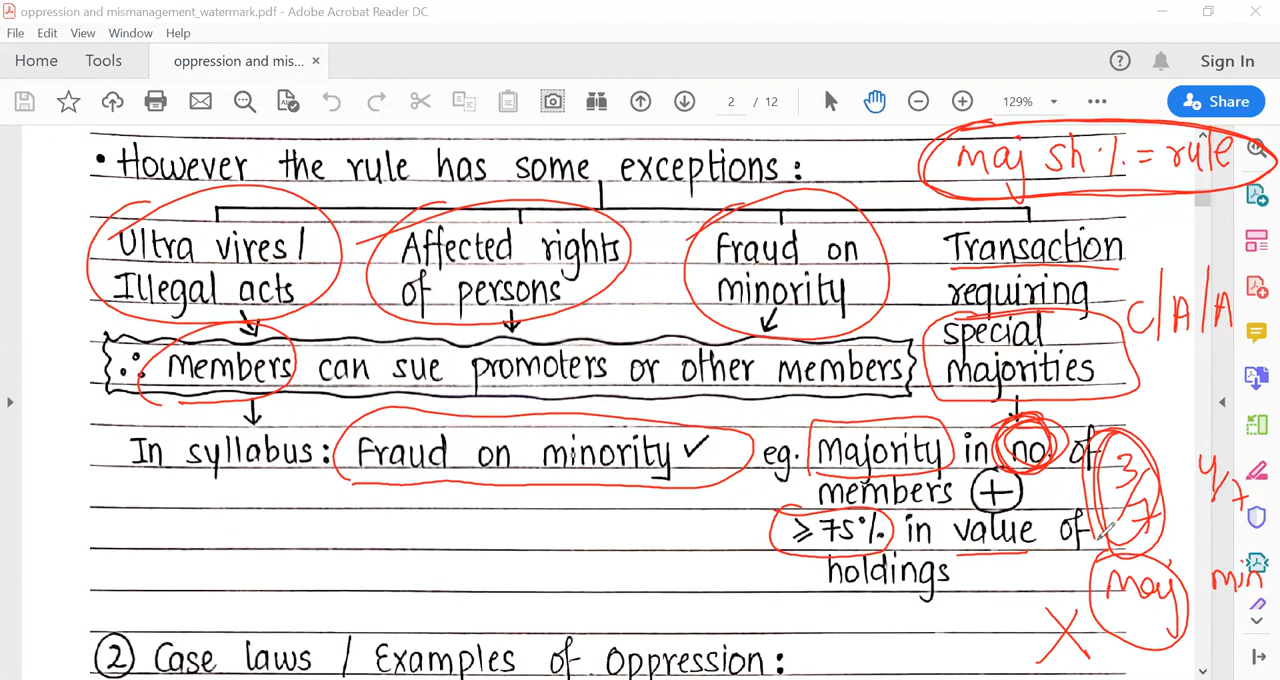 oppression and mismanagement_watermark.pdf - Adobe Acrobat Reader DC
File Edit View Window Help
Home Tools oppression and mis... × Sign In
2 / 12 129% Share
maj sh % = rule
• However the rule has some exceptions :
Ultra vires / Affected rights Fraud on Transaction
Illegal acts of persons minority requiring
special C/A/A
∴ members can sue promoters or other members majorities
In syllabus: Fraud on minority ✓ eg. Majority in no. of 3/7 4/7
members +
≥75% in value of
holdings maj min
X
② Case laws / Examples of Oppression :